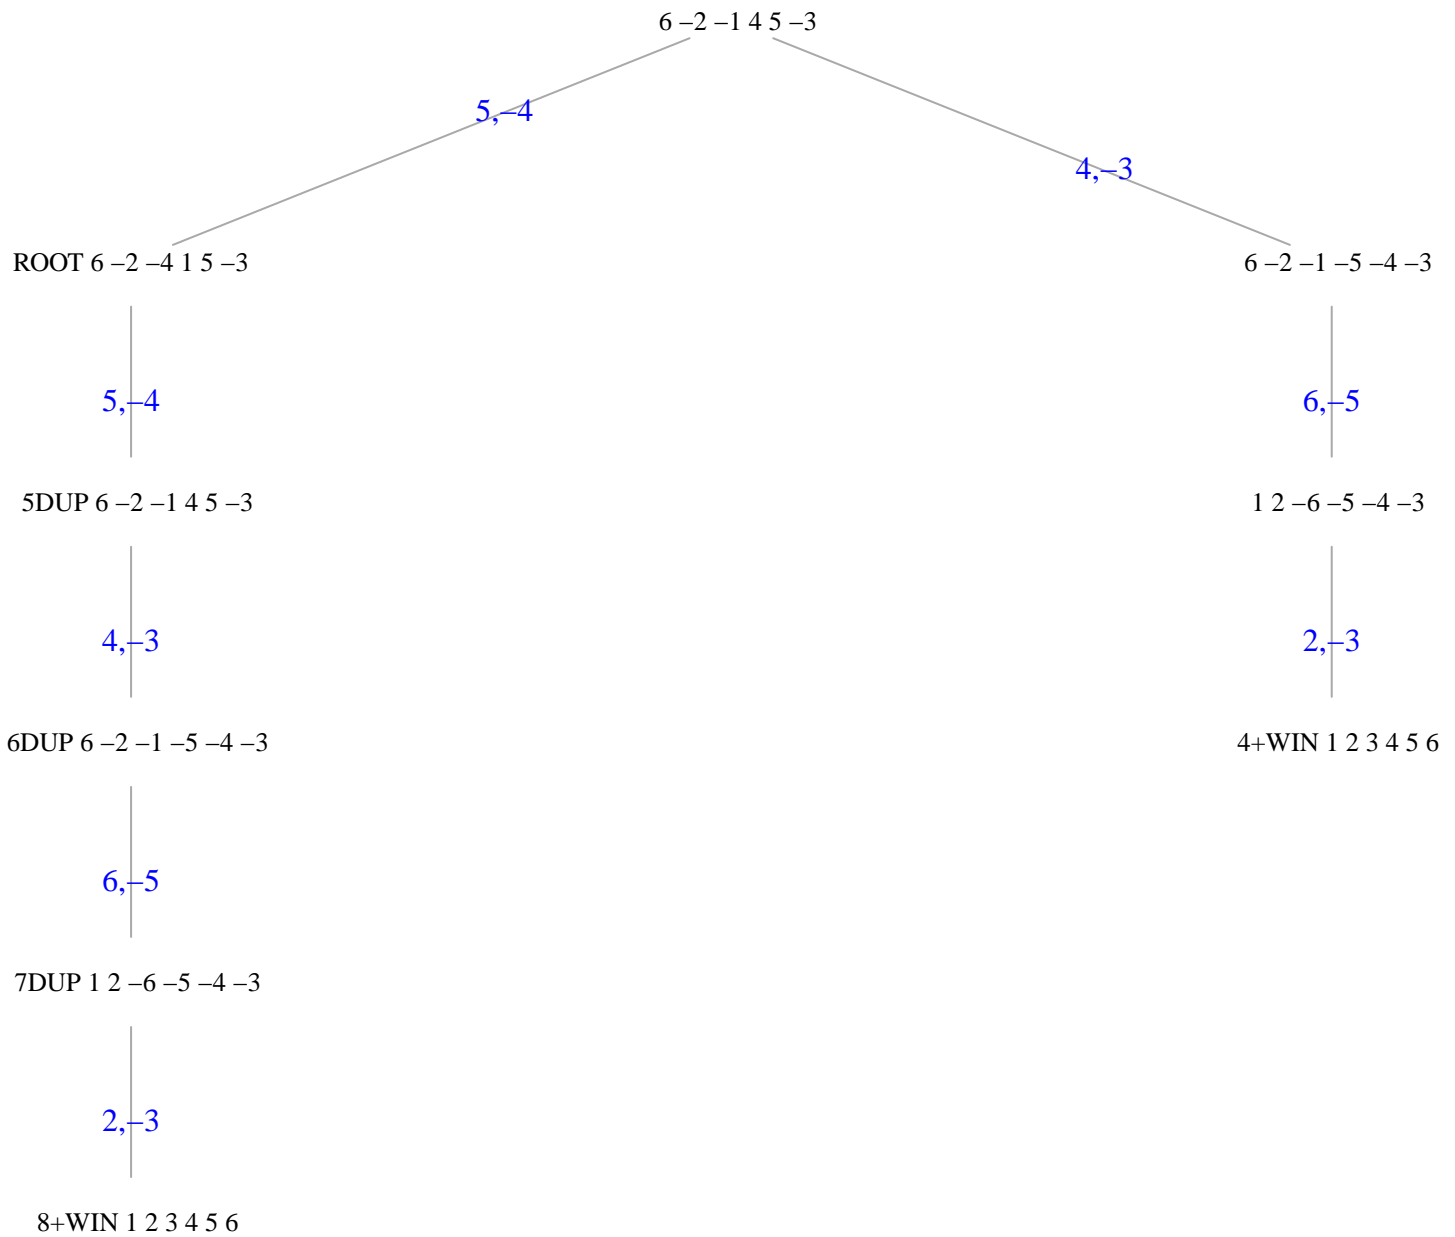 6 –2 –1 4 5 –3
5,–4
4,–3
ROOT 6 –2 –4 1 5 –3
6 –2 –1 –5 –4 –3
5,–4
6,–5
5DUP 6 –2 –1 4 5 –3
1 2 –6 –5 –4 –3
4,–3
2,–3
6DUP 6 –2 –1 –5 –4 –3
4+WIN 1 2 3 4 5 6
6,–5
7DUP 1 2 –6 –5 –4 –3
2,–3
8+WIN 1 2 3 4 5 6